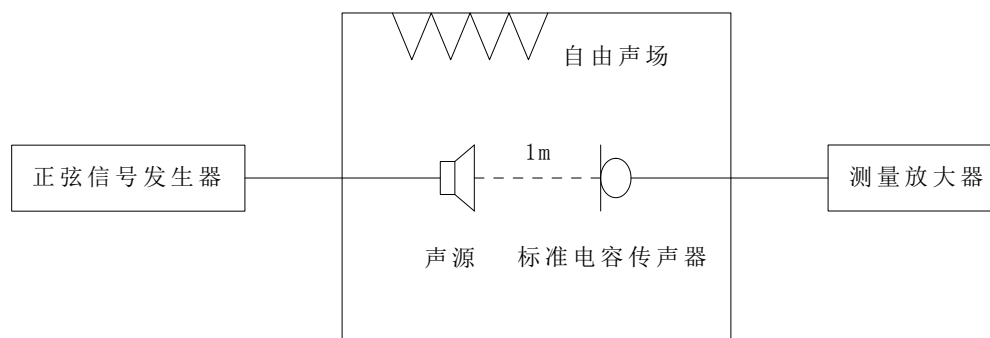 自由声场
1m
正弦信号发生器
测量放大器
声源
标准电容传声器